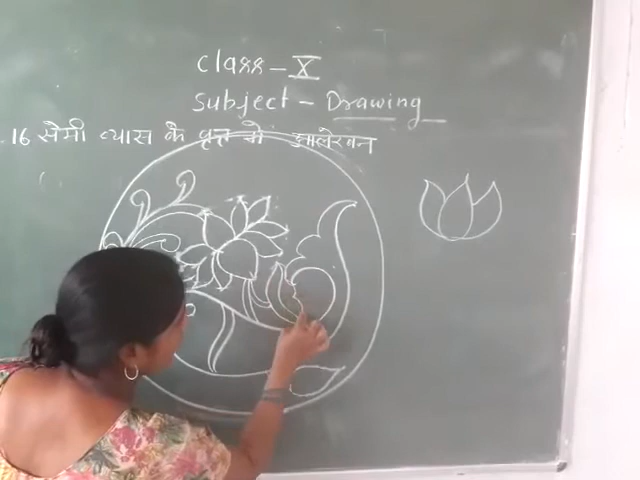 Class - X
Subject - Drawing
16 सेमी व्यास के वृत्त में आलेखन